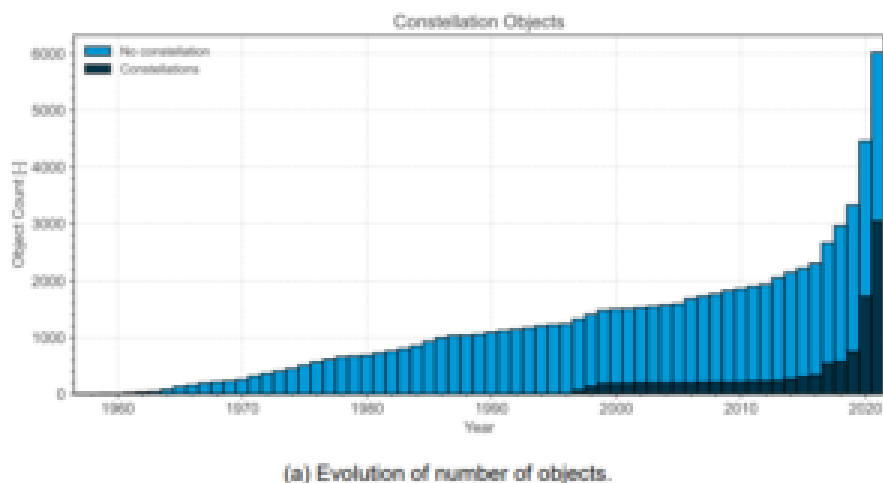 Constellation Objects
No constellation
Constellations
6000
5000
4000
3000
2000
1000
0
Object Count [-]
1960
1970
1980
1990
2000
2010
2020
Year
(a) Evolution of number of objects.